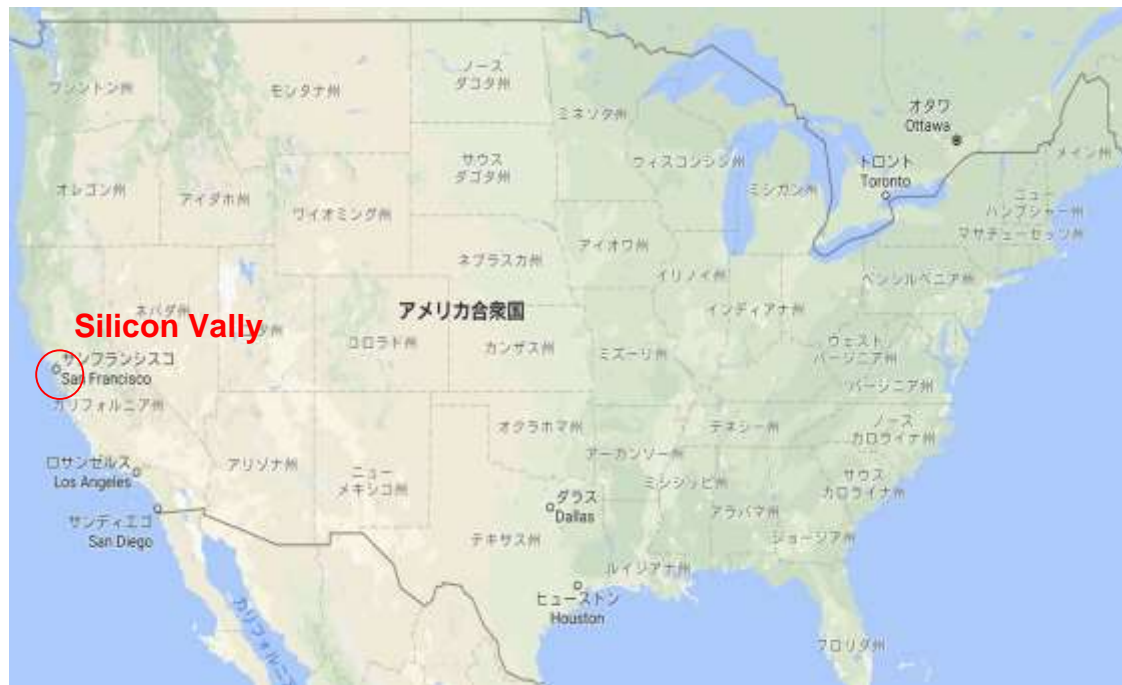 ワシントン州
モンタナ州
ノース
ダコタ州
ミネソタ州
オタワ
Ottawa
メイン州
オレゴン州
アイダホ州
サウス
ダコタ州
ワイオミング州
ウィスコンシン州
ミシガン州
トロント
Toronto
ニュー
ハンプシャー州
マサチューセッツ州
アイオワ州
ネブラスカ州
イリノイ州
ペンシルベニア州
ネバダ州
アメリカ合衆国
インディアナ州
Silicon Vally
タ州
コロラド州
カンザス州
ミズーリ州
ウェスト
バージニア州
サンフランシスコ
San Francisco
バージニア州
カリフォルニア州
オクラホマ州
テネシー州
ノース
カロライナ州
ロサンゼルス
Los Angeles
アリゾナ州
ニュー
メキシコ州
アーカンソー州
ミシシッピ州
サウス
カロライナ州
ダラス
Dallas
アラバマ州
サンディエゴ
San Diego
テキサス州
ジョージア州
ルイジアナ州
ヒューストン
Houston
カリフォルニア
フロリダ州